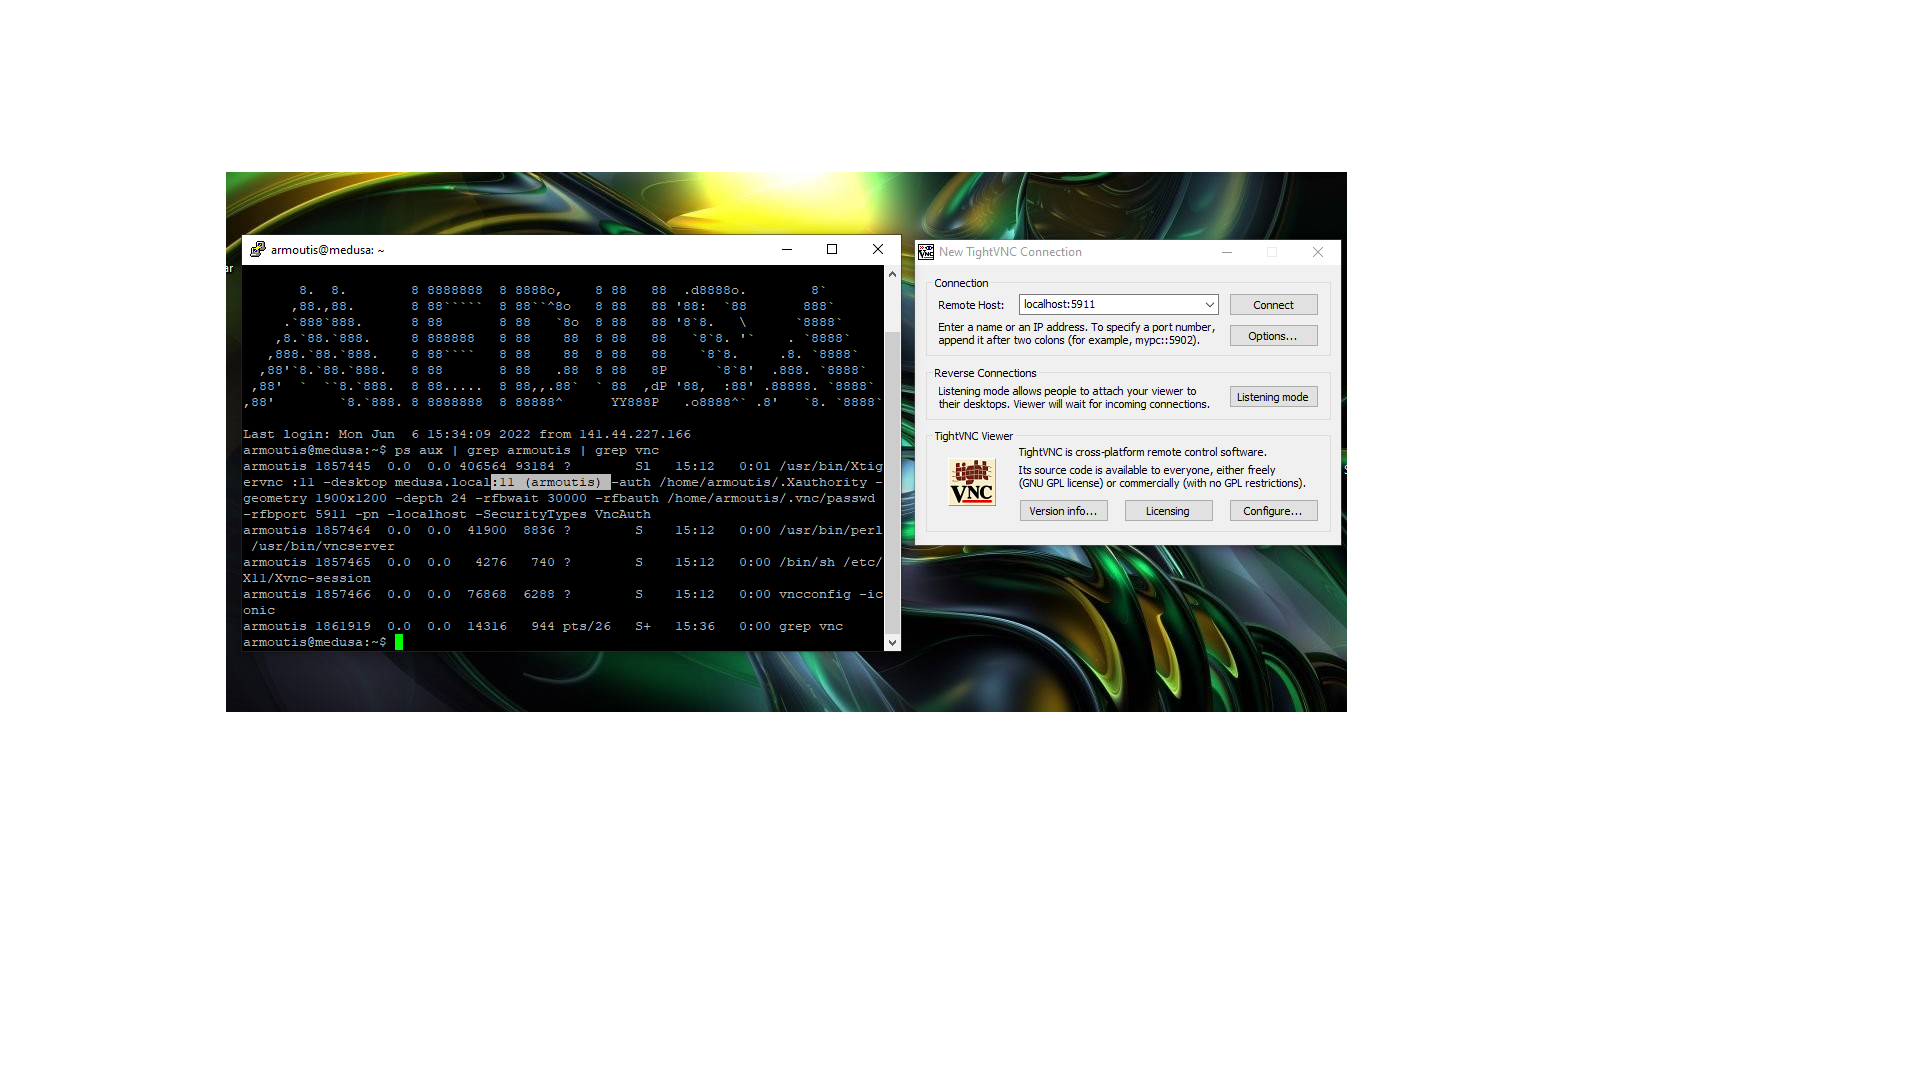 ar
armoutis@medusa: ~
8.  8.        8 8888888  8 8888o,    8 88   88  .d8888o.        8`
,88.,88.       8 88`````  8 88``^8o   8 88   88 '88:  `88       888`
.`888`888.      8 88       8 88   `8o  8 88   88 '8`8.   \      `8888`
,8.`88.`888.     8 888888   8 88    88  8 88   88   `8`8. '`    . `8888`
,888.`88.`888.    8 88````   8 88    88  8 88   88    `8`8.     .8. `8888`
,88'`8.`88.`888.   8 88       8 88   .88  8 88   8P      `8`8'  .888. `8888`
,88'  `  ``8.`888.  8 88.....  8 88,,.88`  ` 88  ,dP '88,  :88' .88888. `8888`
,88'        `8.`888. 8 8888888  8 88888^      YY888P   .o8888^` .8'   `8. `8888`
Last login: Mon Jun  6 15:34:09 2022 from 141.44.227.166
armoutis@medusa:~$ ps aux | grep armoutis | grep vnc
armoutis 1857445  0.0  0.0 406564 93184 ?        Sl   15:12   0:01 /usr/bin/Xtig
ervnc :11 -desktop medusa.local:11 (armoutis) -auth /home/armoutis/.Xauthority -
geometry 1900x1200 -depth 24 -rfbwait 30000 -rfbauth /home/armoutis/.vnc/passwd
-rfbport 5911 -pn -localhost -SecurityTypes VncAuth
armoutis 1857464  0.0  0.0  41900  8836 ?        S    15:12   0:00 /usr/bin/perl
/usr/bin/vncserver
armoutis 1857465  0.0  0.0   4276   740 ?        S    15:12   0:00 /bin/sh /etc/
X11/Xvnc-session
armoutis 1857466  0.0  0.0  76868  6288 ?        S    15:12   0:00 vncconfig -ic
onic
armoutis 1861919  0.0  0.0  14316   944 pts/26   S+   15:36   0:00 grep vnc
armoutis@medusa:~$
New TightVNC Connection
Connection
Remote Host: localhost:5911 Connect
Enter a name or an IP address. To specify a port number,
append it after two colons (for example, mypc::5902).
Options...
Reverse Connections
Listening mode allows people to attach your viewer to
their desktops. Viewer will wait for incoming connections.
Listening mode
TightVNC Viewer
TightVNC is cross-platform remote control software.
Its source code is available to everyone, either freely
(GNU GPL license) or commercially (with no GPL restrictions).
tight
VNC
Version info... Licensing Configure...